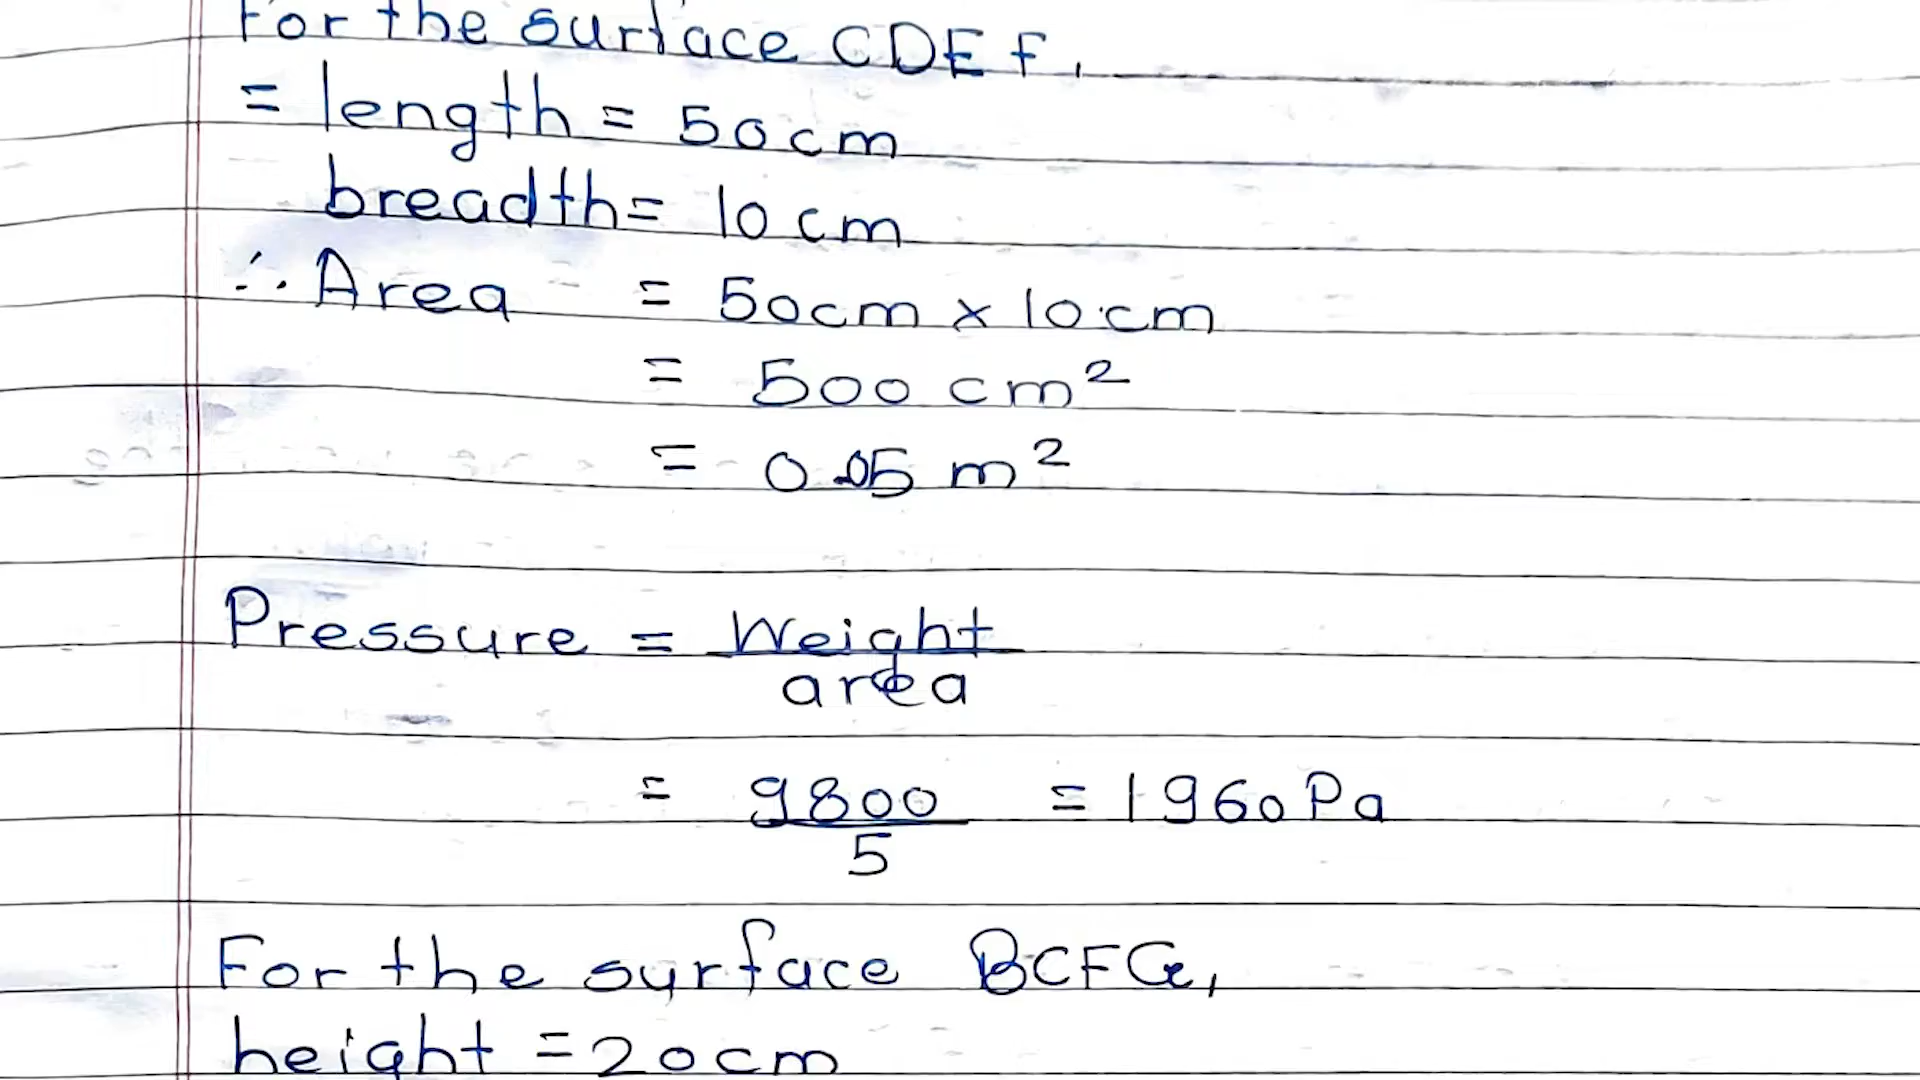 For the surface CDEF,
= length = 50cm
breadth = 10 cm
∴ Area = 50cm × 10cm
= 500 cm²
= 0.05 m²
Pressure = Weight
area
= 9800 = 1960 Pa
5
For the surface BCFG,
height = 20cm